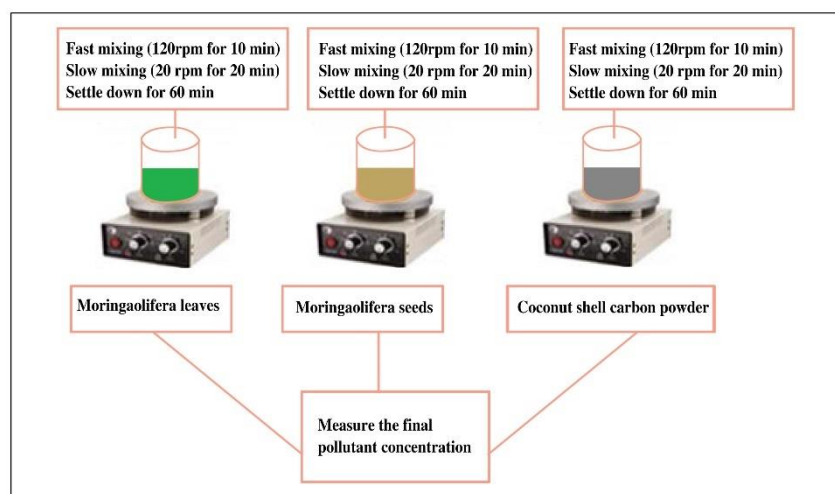 Fast mixing (120rpm for 10 min)
Slow mixing (20 rpm for 20 min)
Settle down for 60 min
Fast mixing (120rpm for 10 min)
Slow mixing (20 rpm for 20 min)
Settle down for 60 min
Fast mixing (120rpm for 10 min)
Slow mixing (20 rpm for 20 min)
Settle down for 60 min
Moringaolifera leaves
Moringaolifera seeds
Coconut shell carbon powder
Measure the final
pollutant concentration